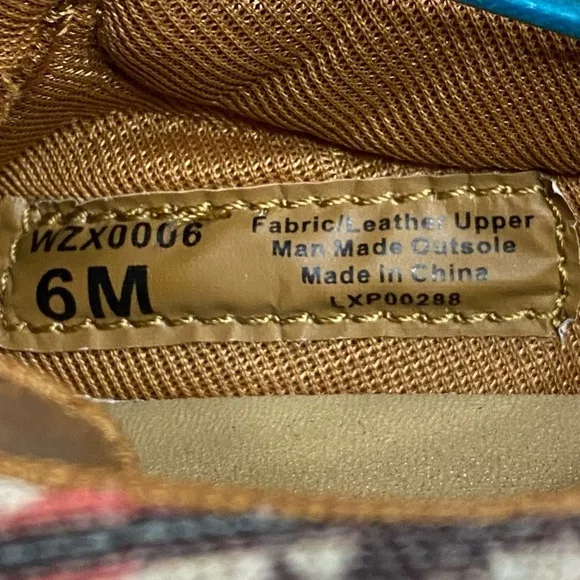 WZX0006
6M
Fabric/Leather Upper
Man Made Outsole
Made In China
LXP00288